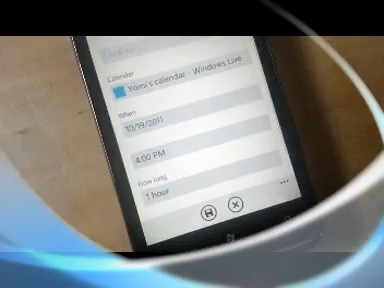 Calendar
Yomi's calendar - Windows Live
When
10/19/2011
4:00 PM
How long
1 hour
...